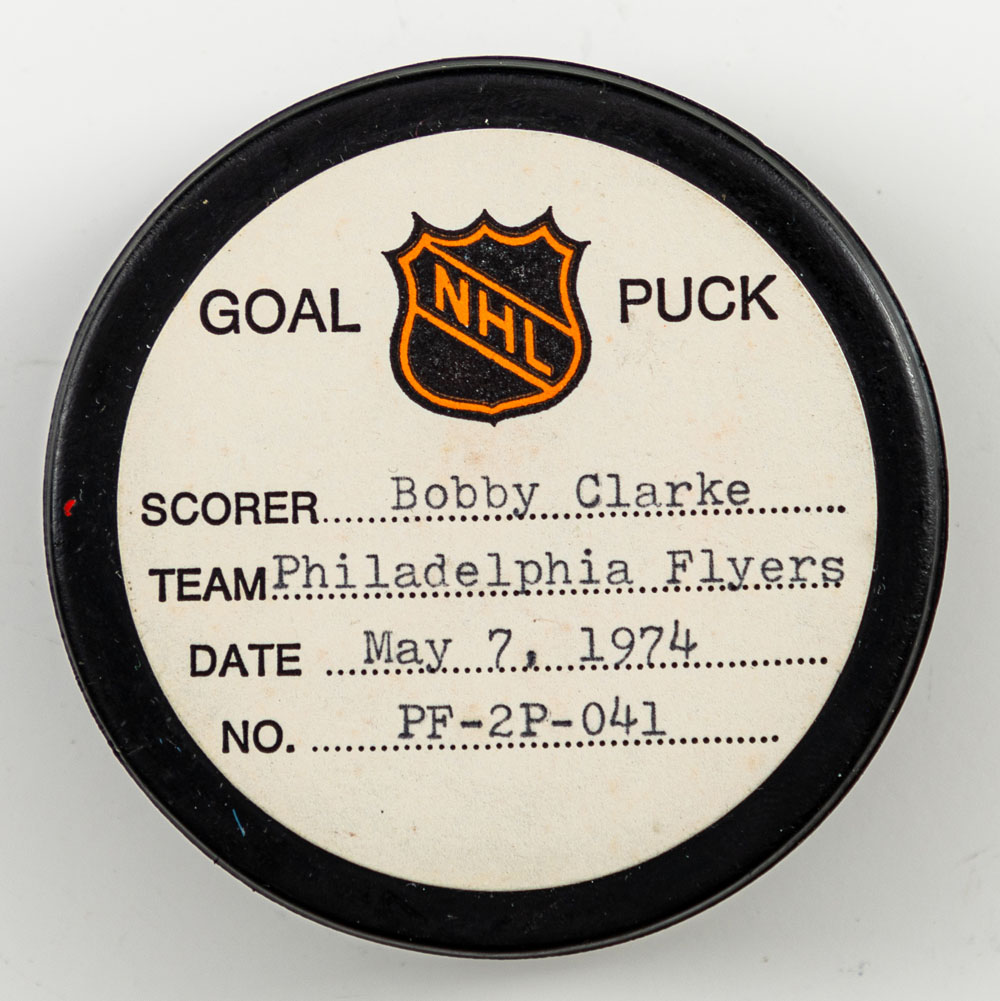 NHL
GOAL PUCK
SCORER Bobby Clarke
TEAM Philadelphia Flyers
DATE May 7, 1974
NO. PF-2P-041